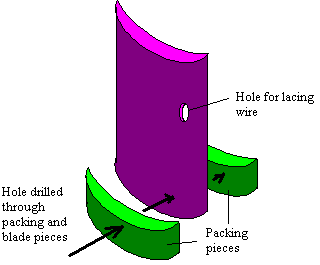 Hole for lacing
wire
Hole drilled
through
packing and
blade pieces
Packing
pieces